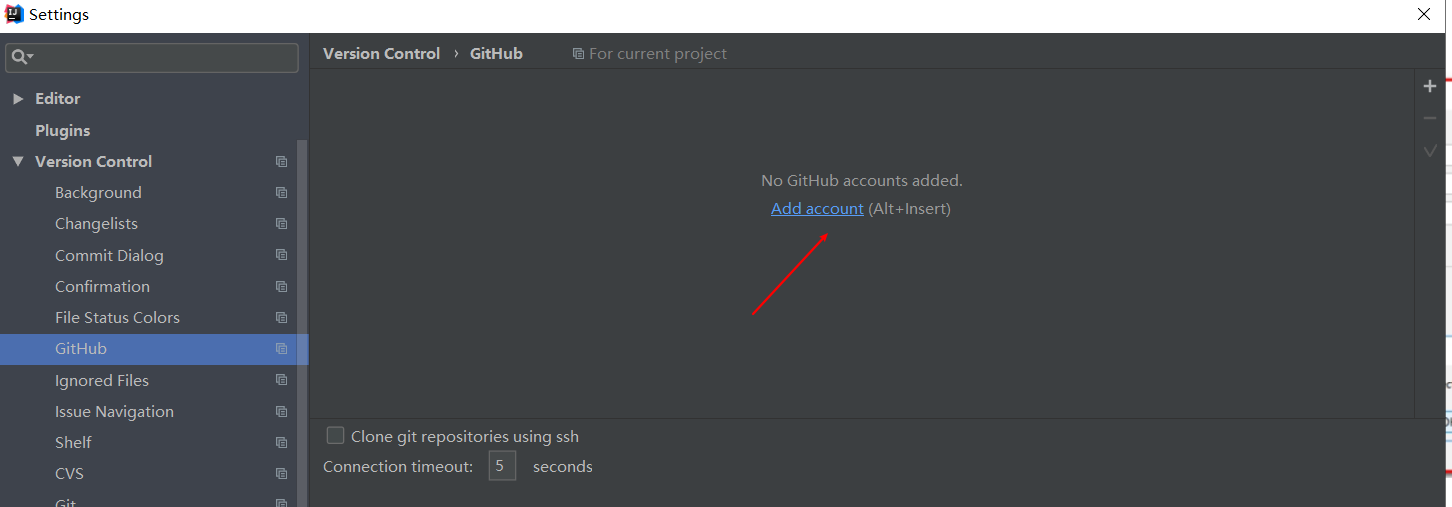 Settings
Version Control › GitHub For current project
Editor
Plugins
Version Control
Background
Changelists
Commit Dialog
Confirmation
File Status Colors
GitHub
Ignored Files
Issue Navigation
Shelf
CVS
Git
No GitHub accounts added.
Add account (Alt+Insert)
Clone git repositories using ssh
Connection timeout: 5 seconds